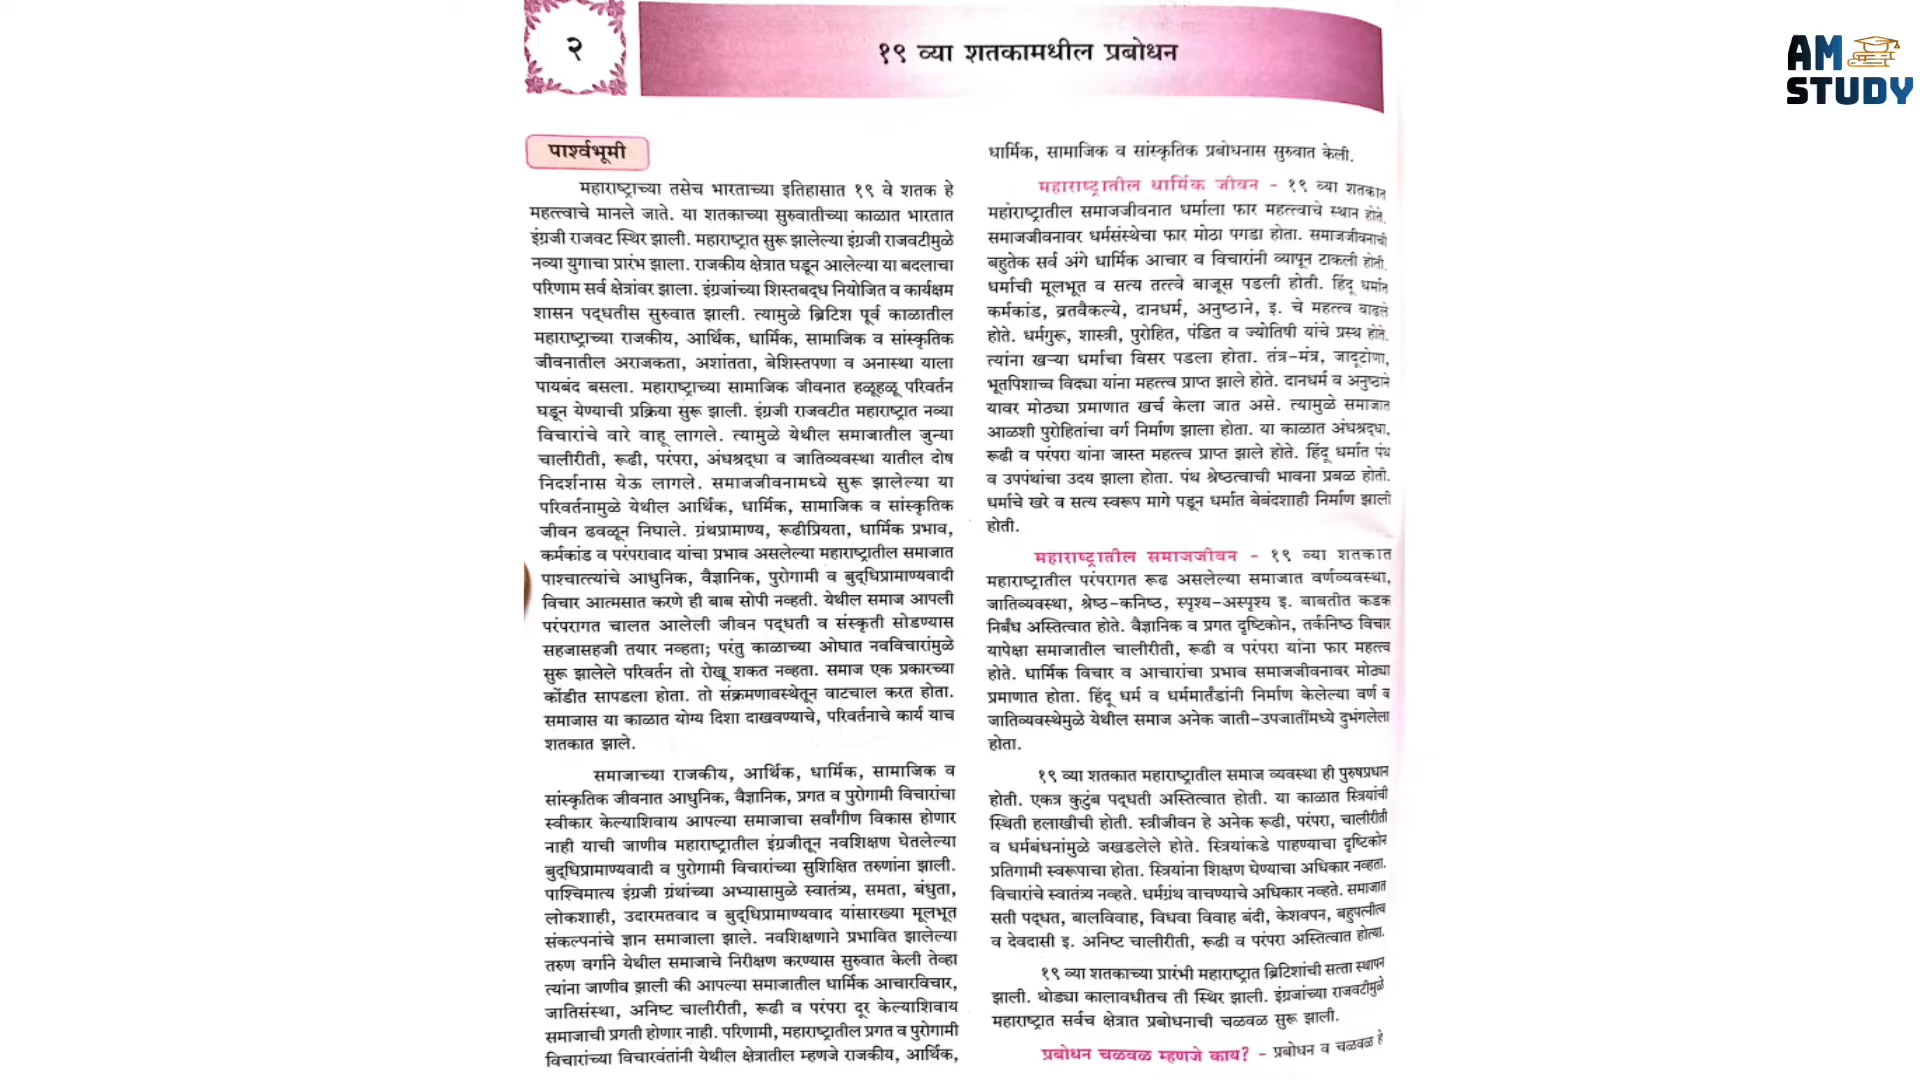 २
१९ व्या शतकामधील प्रबोधन
AM
STUDY
पार्श्वभूमी
महाराष्ट्राच्या तसेच भारताच्या इतिहासात १९ वे शतक हे
महत्त्वाचे मानले जाते. या शतकाच्या सुरुवातीच्या काळात भारतात
इंग्रजी राजवट स्थिर झाली. महाराष्ट्रात सुरू झालेल्या इंग्रजी राजवटीमुळे
नव्या युगाचा प्रारंभ झाला. राजकीय क्षेत्रात घडून आलेल्या या बदलाचा
परिणाम सर्व क्षेत्रांवर झाला. इंग्रजांच्या शिस्तबद्ध नियोजित व कार्यक्षम
शासन पद्धतीस सुरुवात झाली. त्यामुळे ब्रिटिश पूर्व काळातील
महाराष्ट्राच्या राजकीय, आर्थिक, धार्मिक, सामाजिक व सांस्कृतिक
जीवनातील अराजकता, अशांतता, बेशिस्तपणा व अनास्था याला
पायबंद बसला. महाराष्ट्राच्या सामाजिक जीवनात हळूहळू परिवर्तन
घडून येण्याची प्रक्रिया सुरू झाली. इंग्रजी राजवटीत महाराष्ट्रात नव्या
विचारांचे वारे वाहू लागले. त्यामुळे येथील समाजातील जुन्या
चालीरीती, रूढी, परंपरा, अंधश्रद्धा व जातिव्यवस्था यातील दोष
निदर्शनास येऊ लागले. समाजजीवनामध्ये सुरू झालेल्या या
परिवर्तनामुळे येथील आर्थिक, धार्मिक, सामाजिक व सांस्कृतिक
जीवन ढवळून निघाले. ग्रंथप्रामाण्य, रूढीप्रियता, धार्मिक प्रभाव,
कर्मकांड व परंपरावाद यांचा प्रभाव असलेल्या महाराष्ट्रातील समाजात
पाश्चात्त्यांचे आधुनिक, वैज्ञानिक, पुरोगामी व बुद्धिप्रामाण्यवादी
विचार आत्मसात करणे ही बाब सोपी नव्हती. येथील समाज आपली
परंपरागत चालत आलेली जीवन पद्धती व संस्कृती सोडण्यास
सहजासहजी तयार नव्हता; परंतु काळाच्या ओघात नवविचारांमुळे
सुरू झालेले परिवर्तन तो रोखू शकत नव्हता. समाज एक प्रकारच्या
कोंडीत सापडला होता. तो संक्रमणावस्थेतून वाटचाल करत होता.
समाजास या काळात योग्य दिशा दाखवण्याचे, परिवर्तनाचे कार्य याच
शतकात झाले.
समाजाच्या राजकीय, आर्थिक, धार्मिक, सामाजिक व
सांस्कृतिक जीवनात आधुनिक, वैज्ञानिक, प्रगत व पुरोगामी विचारांचा
स्वीकार केल्याशिवाय आपल्या समाजाचा सर्वांगीण विकास होणार
नाही याची जाणीव महाराष्ट्रातील इंग्रजीतून नवशिक्षण घेतलेल्या
बुद्धिप्रामाण्यवादी व पुरोगामी विचारांच्या सुशिक्षित तरुणांना झाली.
पाश्चिमात्य इंग्रजी ग्रंथांच्या अभ्यासामुळे स्वातंत्र्य, समता, बंधुता,
लोकशाही, उदारमतवाद व बुद्धिप्रामाण्यवाद यांसारख्या मूलभूत
संकल्पनांचे ज्ञान समाजाला झाले. नवशिक्षणाने प्रभावित झालेल्या
तरुण वर्गाने येथील समाजाचे निरीक्षण करण्यास सुरुवात केली तेव्हा
त्यांना जाणीव झाली की आपल्या समाजातील धार्मिक आचारविचार,
जातिसंस्था, अनिष्ट चालीरीती, रूढी व परंपरा दूर केल्याशिवाय
समाजाची प्रगती होणार नाही. परिणामी, महाराष्ट्रातील प्रगत व पुरोगामी
विचारांच्या विचारवंतांनी येथील क्षेत्रातील म्हणजे राजकीय, आर्थिक,
धार्मिक, सामाजिक व सांस्कृतिक प्रबोधनास सुरुवात केली.
महाराष्ट्रातील धार्मिक जीवन - १९ व्या शतकात
महाराष्ट्रातील समाजजीवनात धर्माला फार महत्त्वाचे स्थान होते.
समाजजीवनावर धर्मसंस्थेचा फार मोठा पगडा होता. समाजजीवनाची
बहुतेक सर्व अंगे धार्मिक आचार व विचारांनी व्यापून टाकली होती.
धर्माची मूलभूत व सत्य तत्त्वे बाजूस पडली होती. हिंदू धर्मात
कर्मकांड, व्रतवैकल्ये, दानधर्म, अनुष्ठाने, इ. चे महत्त्व वाढले
होते. धर्मगुरू, शास्त्री, पुरोहित, पंडित व ज्योतिषी यांचे प्रस्थ होते.
त्यांना खऱ्या धर्माचा विसर पडला होता. तंत्र-मंत्र, जादूटोणा,
भूतपिशाच्च विद्या यांना महत्त्व प्राप्त झाले होते. दानधर्म व अनुष्ठाने
यावर मोठ्या प्रमाणात खर्च केला जात असे. त्यामुळे समाजात
आळशी पुरोहितांचा वर्ग निर्माण झाला होता. या काळात अंधश्रद्धा,
रूढी व परंपरा यांना जास्त महत्त्व प्राप्त झाले होते. हिंदू धर्मात पंथ
व उपपंथांचा उदय झाला होता. पंथ श्रेष्ठत्वाची भावना प्रबळ होती.
धर्माचे खरे व सत्य स्वरूप मागे पडून धर्मात बेबंदशाही निर्माण झाली
होती.
महाराष्ट्रातील समाजजीवन - १९ व्या शतकात
महाराष्ट्रातील परंपरागत रूढ असलेल्या समाजात वर्णव्यवस्था,
जातिव्यवस्था, श्रेष्ठ-कनिष्ठ, स्पृश्य-अस्पृश्य इ. बाबतीत कडक
निर्बंध अस्तित्वात होते. वैज्ञानिक व प्रगत दृष्टिकोन, तर्कनिष्ठ विचार
यापेक्षा समाजातील चालीरीती, रूढी व परंपरा यांना फार महत्त्व
होते. धार्मिक विचार व आचारांचा प्रभाव समाजजीवनावर मोठ्या
प्रमाणात होता. हिंदू धर्म व धर्ममार्तंडांनी निर्माण केलेल्या वर्ण व
जातिव्यवस्थेमुळे येथील समाज अनेक जाती-उपजातींमध्ये दुभंगलेला
होता.
१९ व्या शतकात महाराष्ट्रातील समाज व्यवस्था ही पुरुषप्रधान
होती. एकत्र कुटुंब पद्धती अस्तित्वात होती. या काळात स्त्रियांची
स्थिती हलाखीची होती. स्त्रीजीवन हे अनेक रूढी, परंपरा, चालीरीती
व धर्मबंधनांमुळे जखडलेले होते. स्त्रियांकडे पाहण्याचा दृष्टिकोन
प्रतिगामी स्वरूपाचा होता. स्त्रियांना शिक्षण घेण्याचा अधिकार नव्हता.
विचारांचे स्वातंत्र्य नव्हते. धर्मग्रंथ वाचण्याचे अधिकार नव्हते. समाजात
सती पद्धत, बालविवाह, विधवा विवाह बंदी, केशवपन, बहुपत्नीत्व
व देवदासी इ. अनिष्ट चालीरीती, रूढी व परंपरा अस्तित्वात होत्या.
१९ व्या शतकाच्या प्रारंभी महाराष्ट्रात ब्रिटिशांची सत्ता स्थापन
झाली. थोड्या कालावधीतच ती स्थिर झाली. इंग्रजांच्या राजवटीमुळे
महाराष्ट्रात सर्वच क्षेत्रात प्रबोधनाची चळवळ सुरू झाली.
प्रबोधन चळवळ म्हणजे काय? - प्रबोधन व चळवळ हे